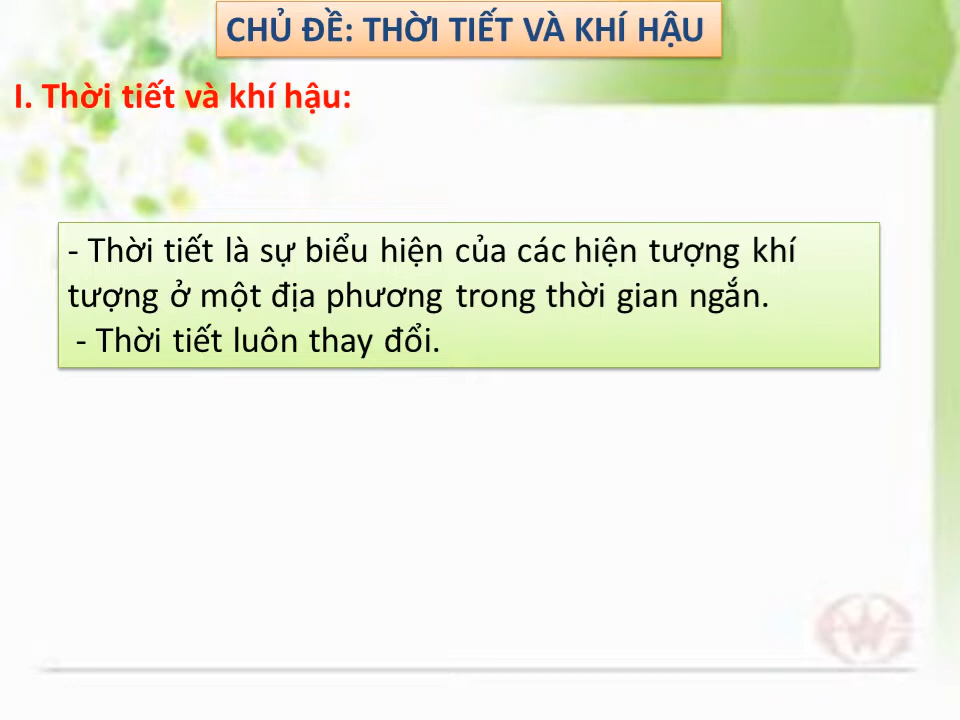 CHỦ ĐỀ: THỜI TIẾT VÀ KHÍ HẬU
I. Thời tiết và khí hậu:
- Thời tiết là sự biểu hiện của các hiện tượng khí
tượng ở một địa phương trong thời gian ngắn.
- Thời tiết luôn thay đổi.